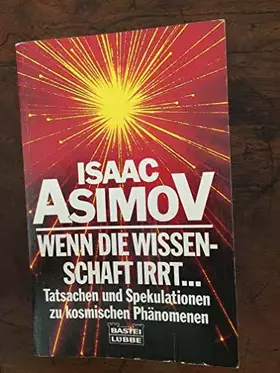 ISAAC
ASIMOV
WENN DIE WISSEN-
SCHAFT IRRT...
Tatsachen und Spekulationen
zu kosmischen Phänomenen
BASTEI
LÜBBE